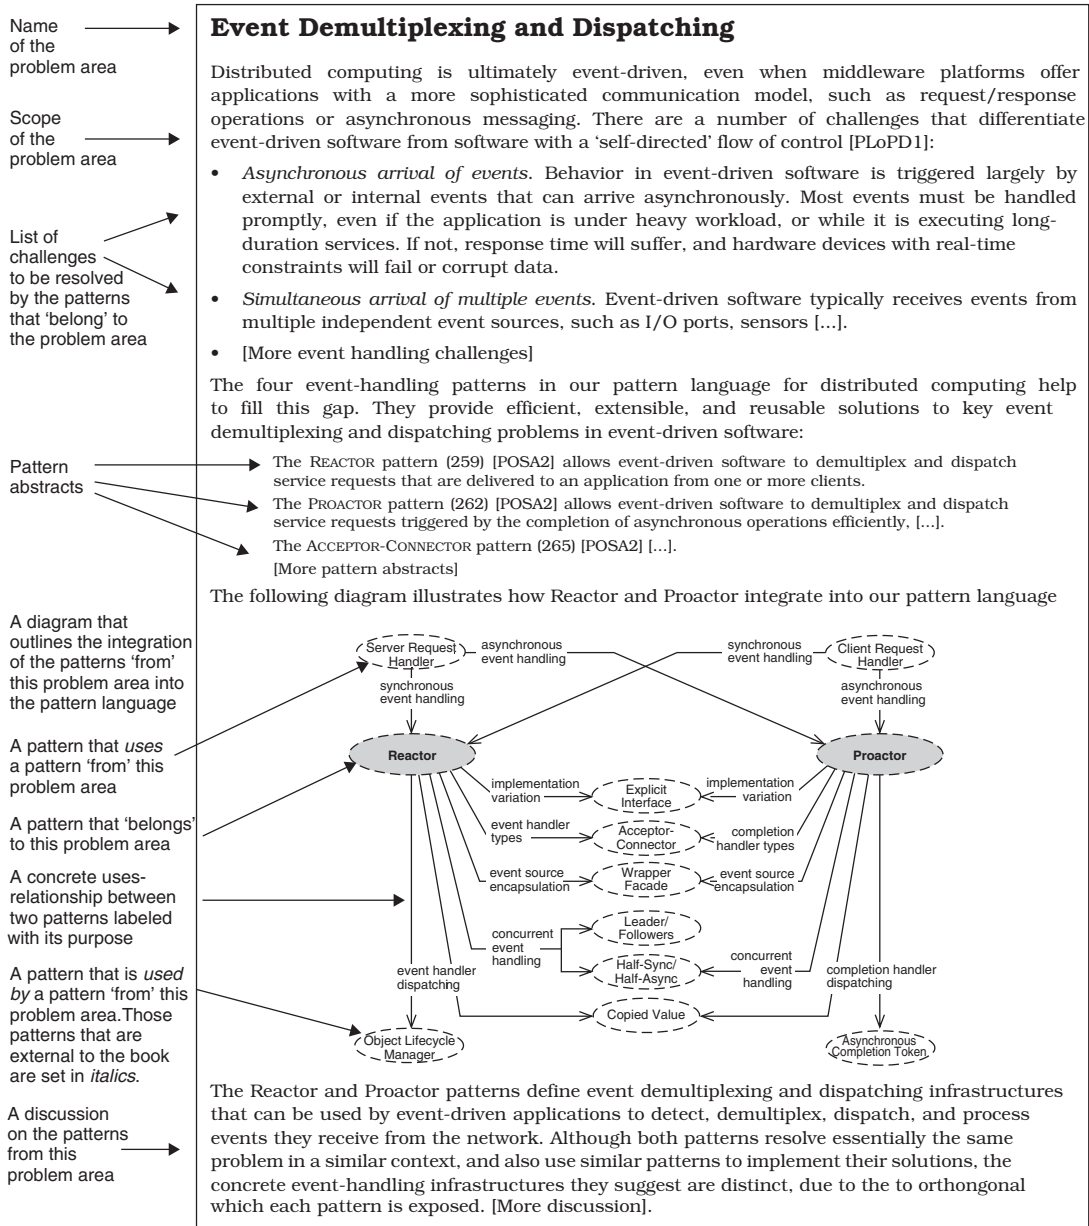 Name
of the
problem area
Event Demultiplexing and Dispatching
Scope
of the
problem area
Distributed computing is ultimately event-driven, even when middleware platforms offer
applications with a more sophisticated communication model, such as request/response
operations or asynchronous messaging. There are a number of challenges that differentiate
event-driven software from software with a ‘self-directed’ flow of control [PLoPD1]:
List of
challenges
to be resolved
by the patterns
that ‘belong’ to
the problem area
• Asynchronous arrival of events. Behavior in event-driven software is triggered largely by
external or internal events that can arrive asynchronously. Most events must be handled
promptly, even if the application is under heavy workload, or while it is executing long-
duration services. If not, response time will suffer, and hardware devices with real-time
constraints will fail or corrupt data.
• Simultaneous arrival of multiple events. Event-driven software typically receives events from
multiple independent event sources, such as I/O ports, sensors [...].
• [More event handling challenges]
The four event-handling patterns in our pattern language for distributed computing help
to fill this gap. They provide efficient, extensible, and reusable solutions to key event
demultiplexing and dispatching problems in event-driven software:
Pattern
abstracts
The REACTOR pattern (259) [POSA2] allows event-driven software to demultiplex and dispatch
service requests that are delivered to an application from one or more clients.
The PROACTOR pattern (262) [POSA2] allows event-driven software to demultiplex and dispatch
service requests triggered by the completion of asynchronous operations efficiently, [...].
The ACCEPTOR-CONNECTOR pattern (265) [POSA2] [...].
[More pattern abstracts]
The following diagram illustrates how Reactor and Proactor integrate into our pattern language
A diagram that
outlines the integration
of the patterns ‘from’
this problem area into
the pattern language
A pattern that uses
a pattern ‘from’ this
problem area
A pattern that ‘belongs’
to this problem area
A concrete uses-
relationship between
two patterns labeled
with its purpose
A pattern that is used
by a pattern ‘from’ this
problem area.Those
patterns that are
external to the book
are set in italics.
Server Request
Handler
asynchronous
event handling
synchronous
event handling
Client Request
Handler
synchronous
event handling
asynchronous
event handling
Reactor
Proactor
implementation
variation
Explicit
Interface
implementation
variation
event handler
types
Acceptor-
Connector
completion
handler types
event source
encapsulation
Wrapper
Facade
event source
encapsulation
concurrent
event
handling
Leader/
Followers
Half-Sync/
Half-Async
concurrent
event
handling
event handler
dispatching
completion handler
dispatching
Copied Value
Object Lifecycle
Manager
Asynchronous
Completion Token
A discussion
on the patterns
from this
problem area
The Reactor and Proactor patterns define event demultiplexing and dispatching infrastructures
that can be used by event-driven applications to detect, demultiplex, dispatch, and process
events they receive from the network. Although both patterns resolve essentially the same
problem in a similar context, and also use similar patterns to implement their solutions, the
concrete event-handling infrastructures they suggest are distinct, due to the to orthongonal
which each pattern is exposed. [More discussion].